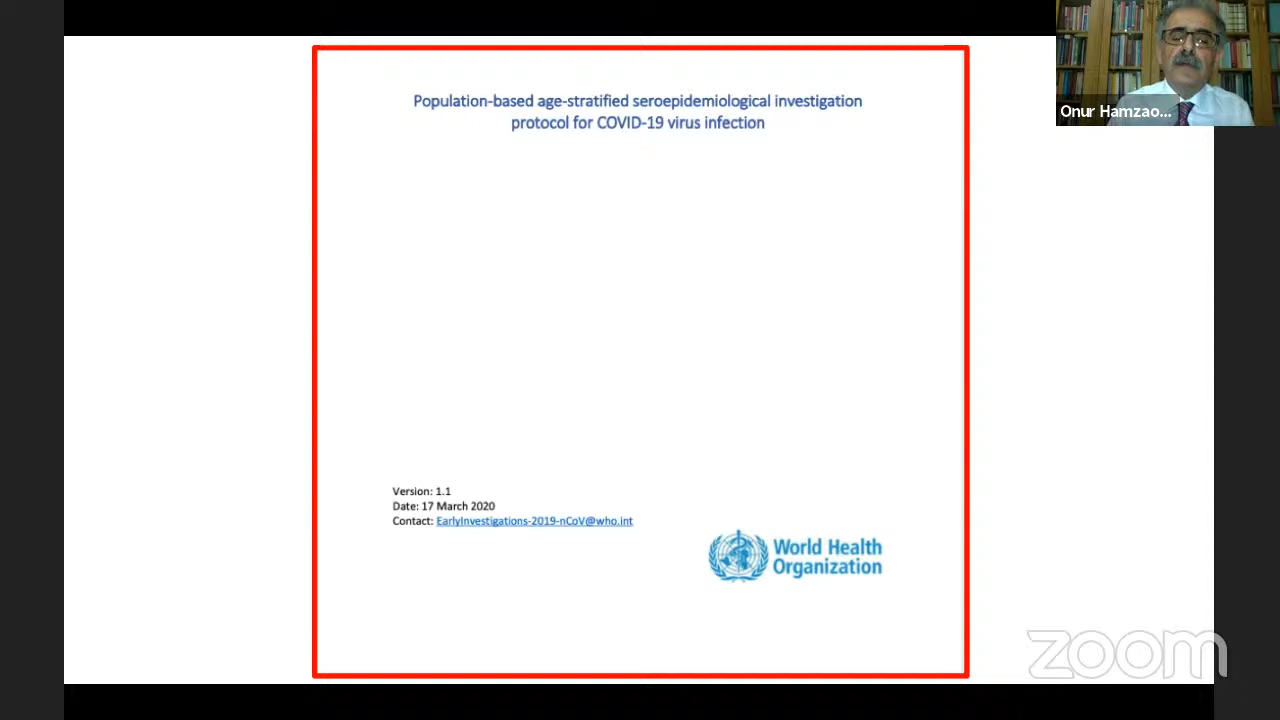 Population-based age-stratified seroepidemiological investigation
protocol for COVID-19 virus infection
Onur Hamzao...
Version: 1.1
Date: 17 March 2020
Contact: EarlyInvestigations-2019-nCoV@who.int
World Health
Organization
zoom